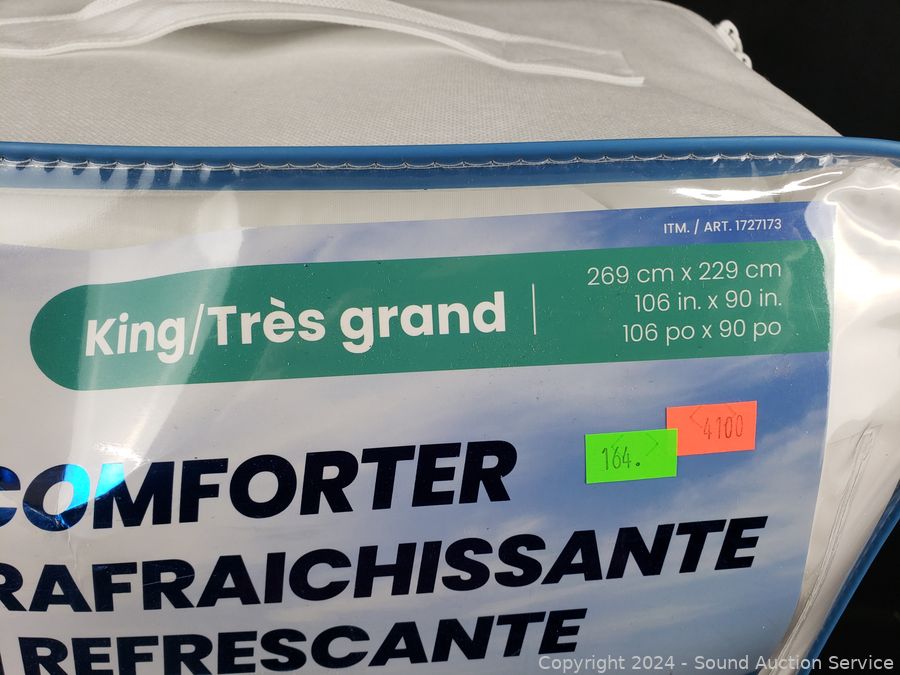 ITM. / ART. 1727173
King/Très grand
269 cm x 229 cm
106 in. x 90 in.
106 po x 90 po
4100
164.
COMFORTER
RAFRAICHISSANTE
REFRESCANTE
Copyright 2024 - Sound Auction Service